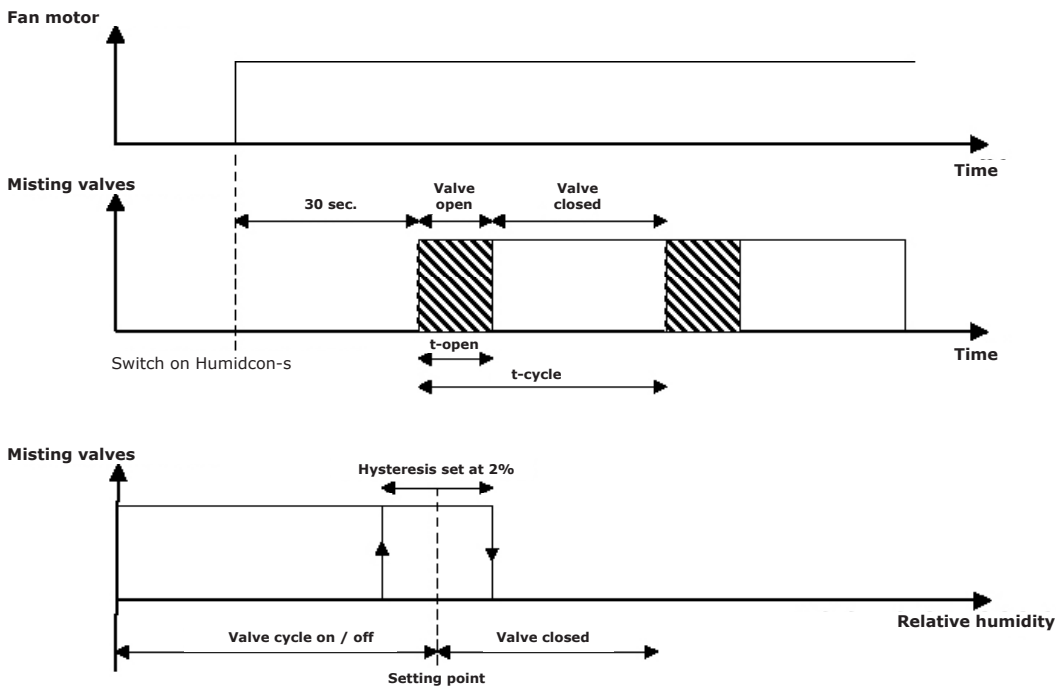 Fan motor
Time
Misting valves
30 sec.
Valve
open
Valve
closed
Switch on Humidcon-s
t-open
Time
t-cycle
Misting valves
Hysteresis set at 2%
Relative humidity
Valve cycle on / off
Valve closed
Setting point